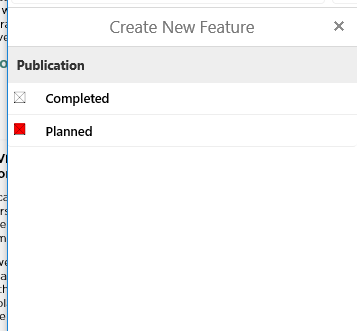 Create New Feature
Publication
Completed
Planned